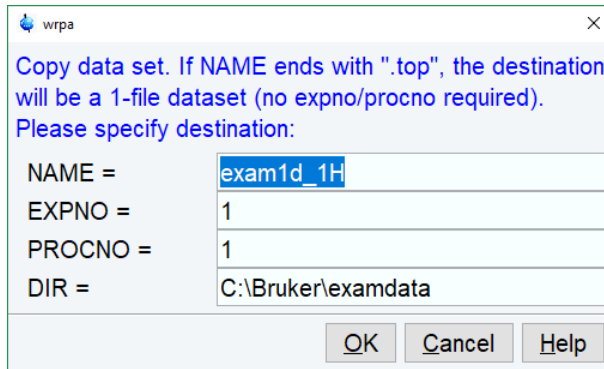 wrpa
Copy data set. If NAME ends with ".top", the destination
will be a 1-file dataset (no expno/procno required).
Please specify destination:
NAME = exam1d_1H
EXPNO = 1
PROCNO = 1
DIR = C:\Bruker\examdata
OK Cancel Help